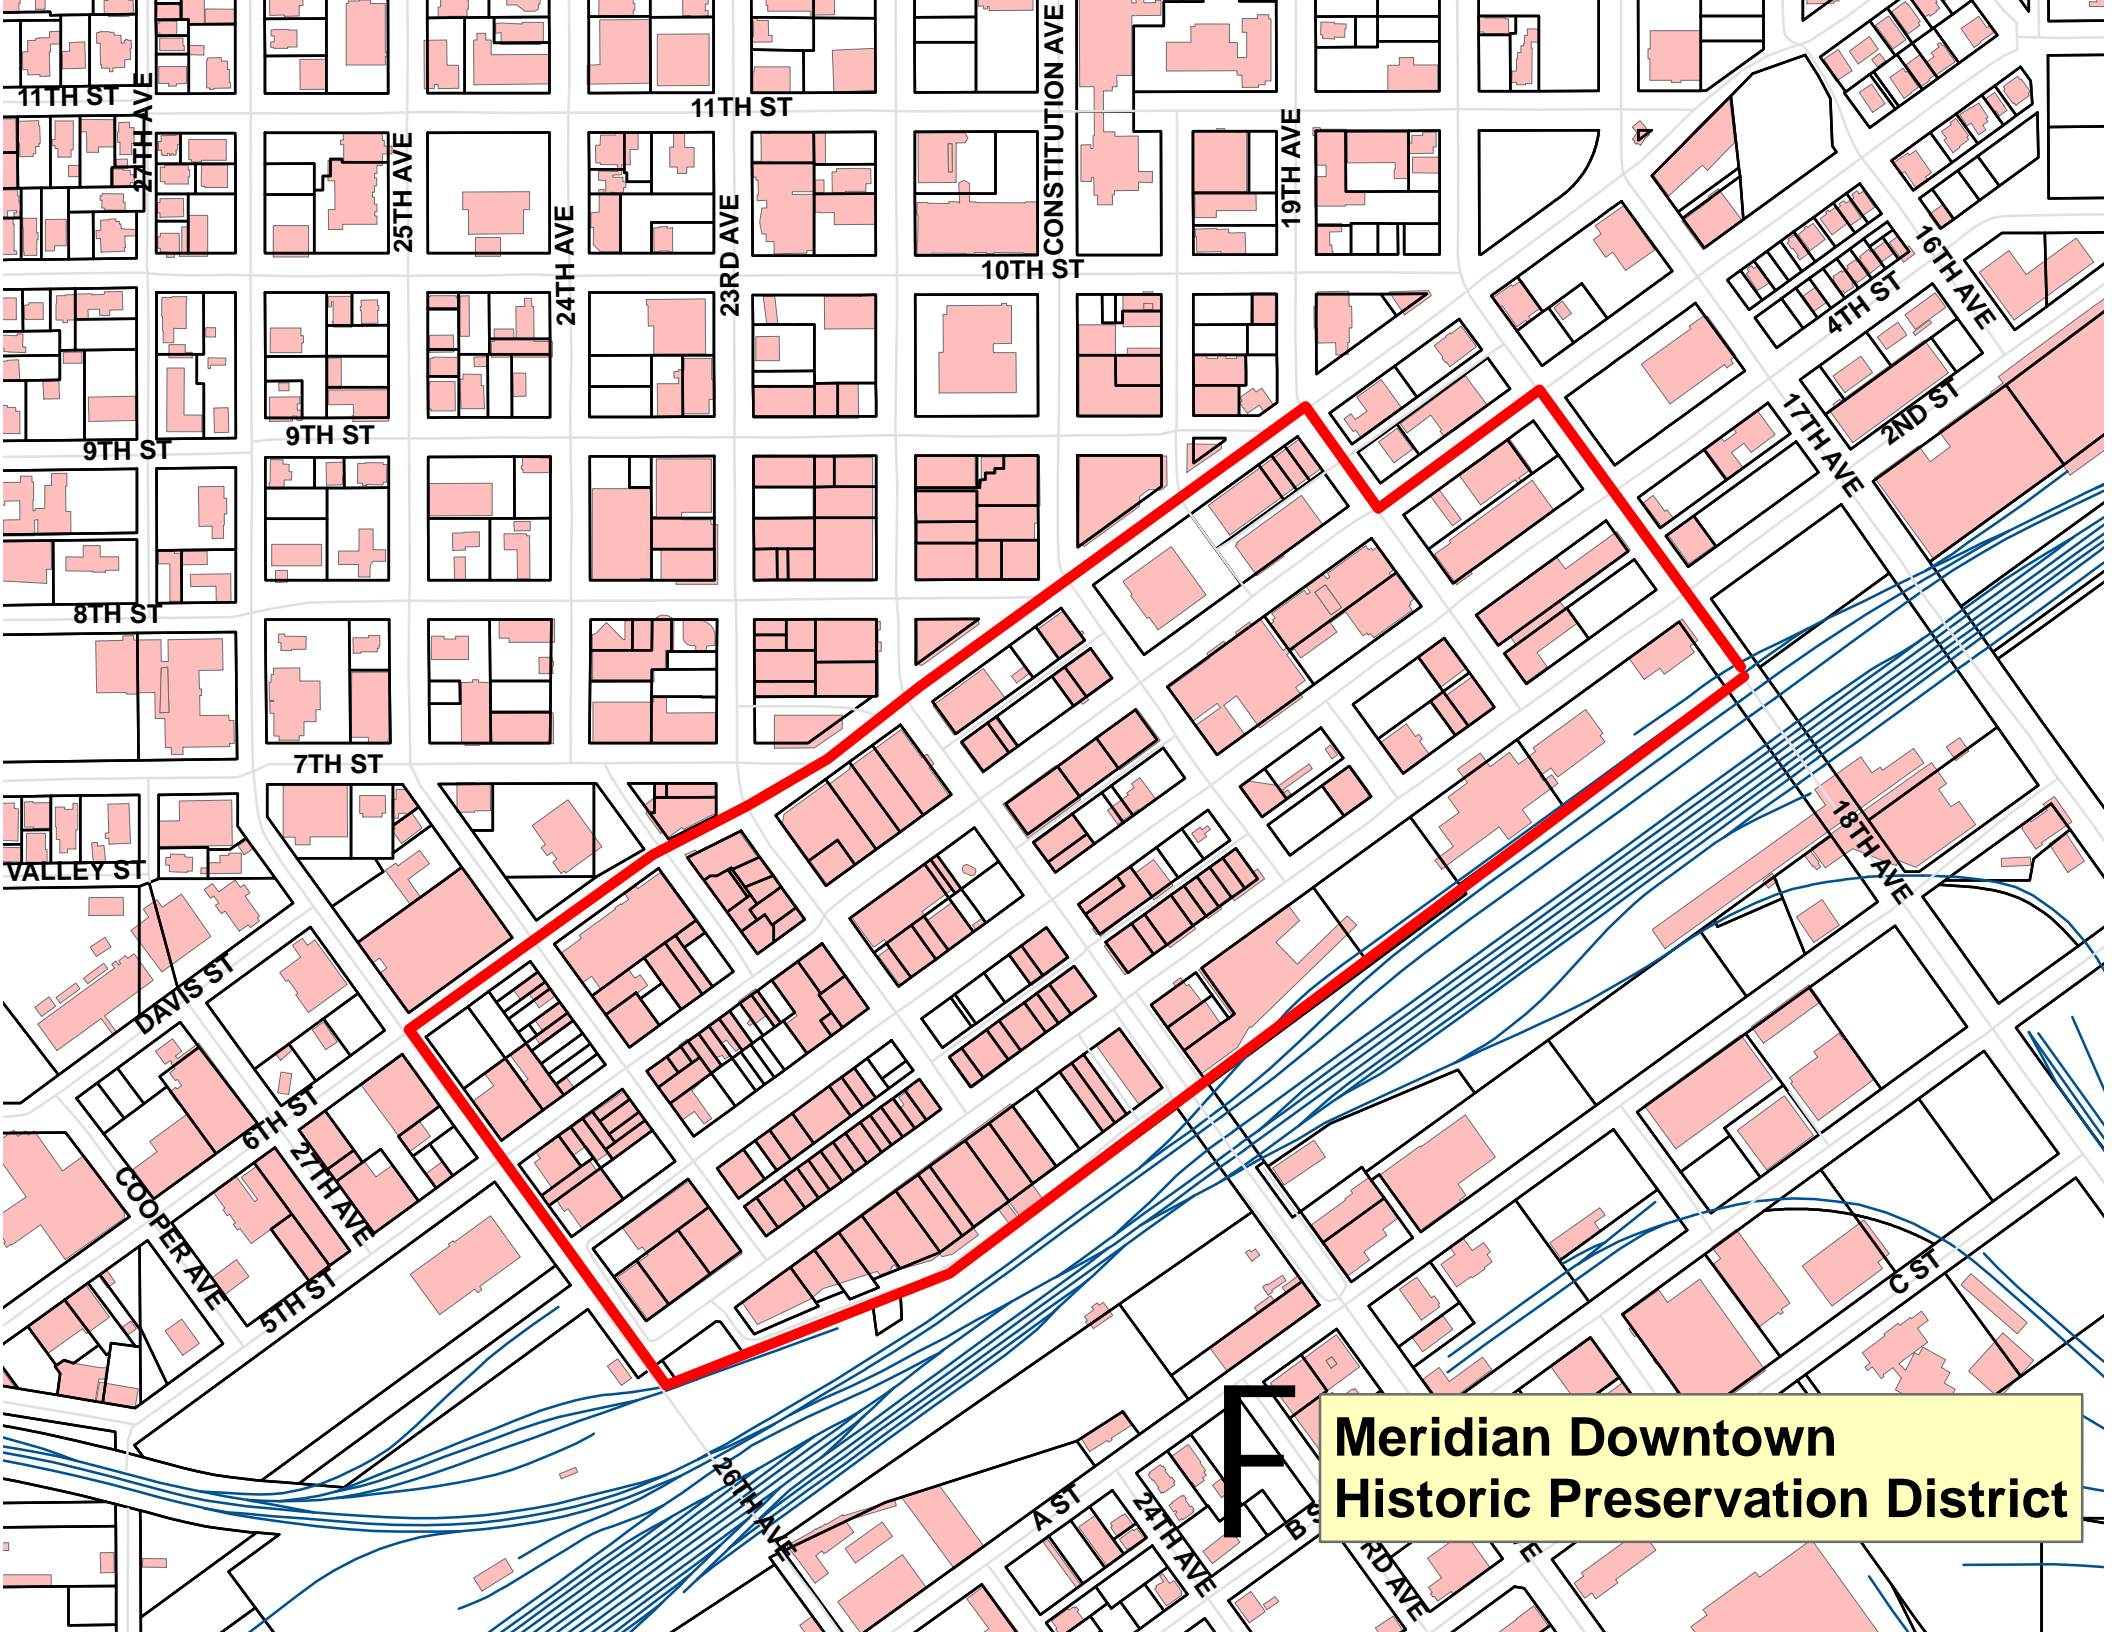 11TH ST
27TH AVE
11TH ST
CONSTITUTION AVE
19TH AVE
25TH AVE
24TH AVE
23RD AVE
10TH ST
16TH AVE
4TH ST
9TH ST
9TH ST
17TH AVE
2ND ST
8TH ST
7TH ST
VALLEY ST
18TH AVE
DAVIS ST
6TH ST
27TH AVE
COOPER AVE
5TH ST
C ST
26TH AVE
A ST
24TH AVE
B S
RD AVE
F
Meridian Downtown
Historic Preservation District